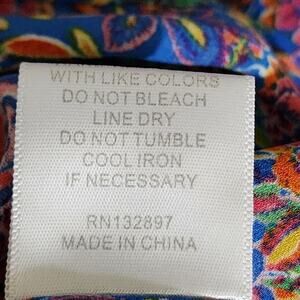 WITH LIKE COLORS
DO NOT BLEACH
LINE DRY
DO NOT TUMBLE
COOL IRON
IF NECESSARY
RN132897
MADE IN CHINA